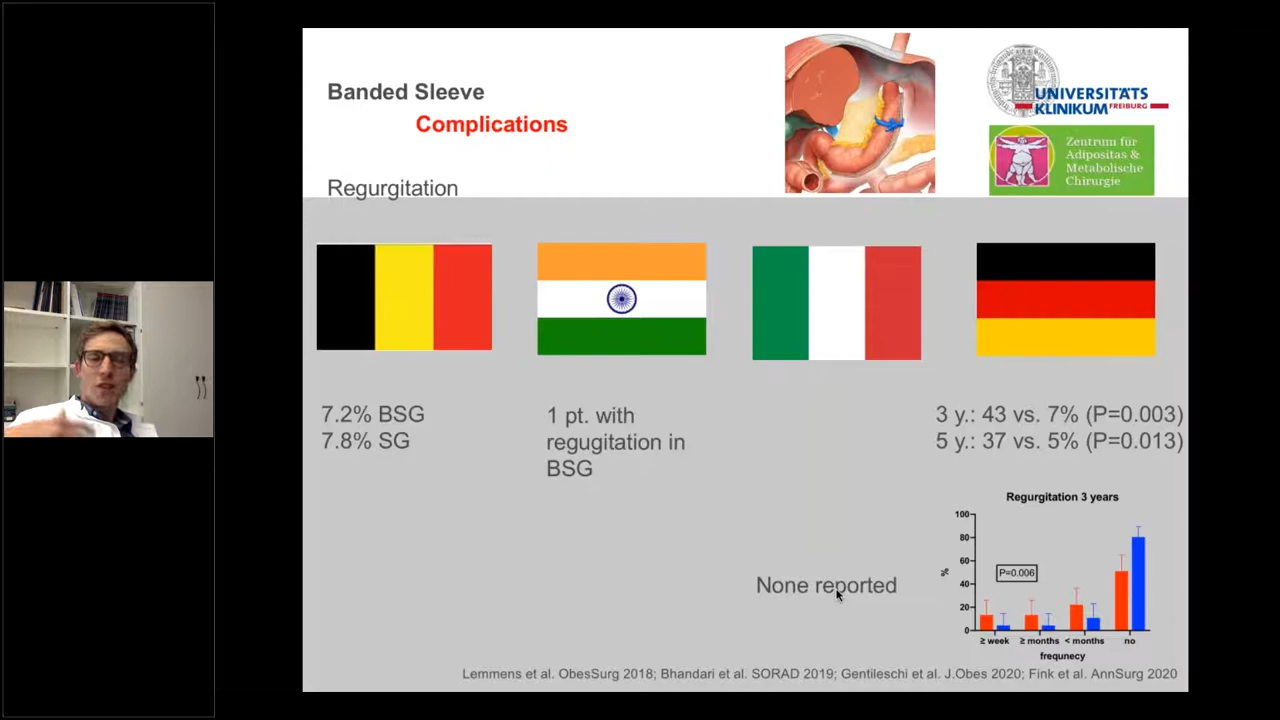 Banded Sleeve
Complications
Regurgitation
UNIVERSITÄTS
KLINIKUM FREIBURG
Zentrum für
Adipositas &
Metabolische
Chirurgie
7.2% BSG
7.8% SG
1 pt. with
regugitation in
BSG
None reported
3 y.: 43 vs. 7% (P=0.003)
5 y.: 37 vs. 5% (P=0.013)
Regurgitation 3 years
100
80
60
40
20
0
%
P=0.006
≥ week
≥ months
< months
no
frequnecy
Lemmens et al. ObesSurg 2018; Bhandari et al. SORAD 2019; Gentileschi et al. J.Obes 2020; Fink et al. AnnSurg 2020